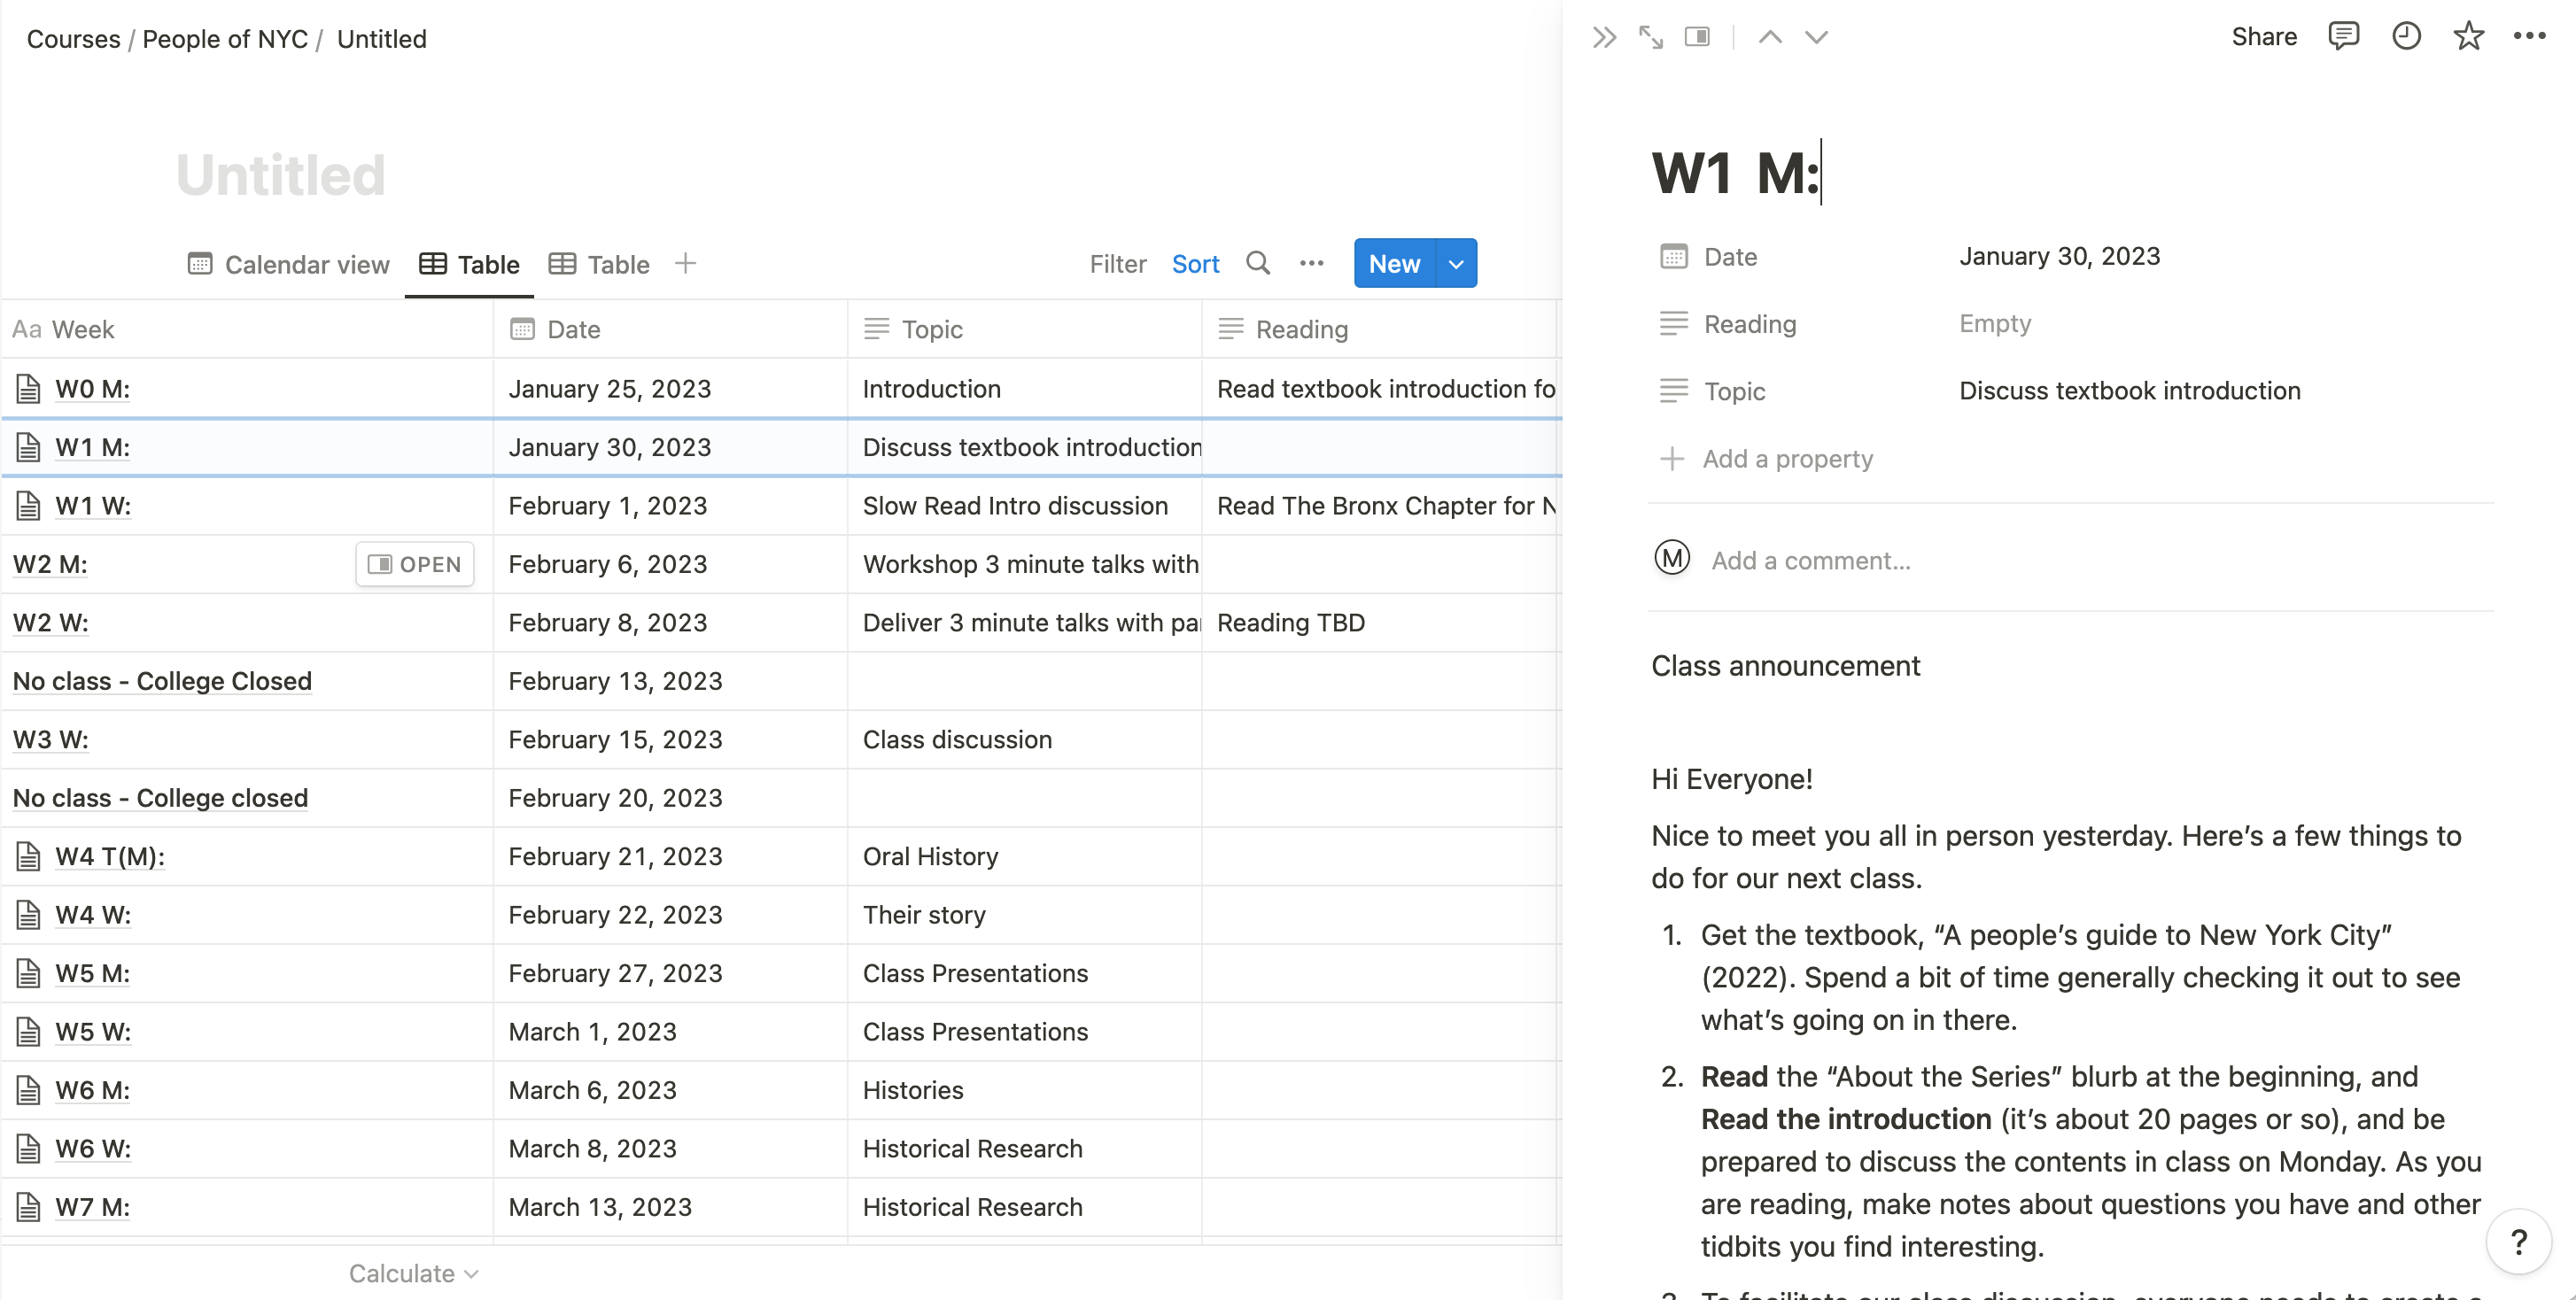 Courses / People of NYC / Untitled
Share
Untitled
Calendar view Table Table
Filter Sort New
Aa Week Date Topic Reading
W0 M: January 25, 2023 Introduction Read textbook introduction fo
W1 M: January 30, 2023 Discuss textbook introduction
W1 W: February 1, 2023 Slow Read Intro discussion Read The Bronx Chapter for
W2 M: OPEN February 6, 2023 Workshop 3 minute talks with
W2 W: February 8, 2023 Deliver 3 minute talks with pa Reading TBD
No class - College Closed February 13, 2023
W3 W: February 15, 2023 Class discussion
No class - College closed February 20, 2023
W4 T(M): February 21, 2023 Oral History
W4 W: February 22, 2023 Their story
W5 M: February 27, 2023 Class Presentations
W5 W: March 1, 2023 Class Presentations
W6 M: March 6, 2023 Histories
W6 W: March 8, 2023 Historical Research
W7 M: March 13, 2023 Historical Research
Calculate
W1 M:
Date January 30, 2023
Reading Empty
Topic Discuss textbook introduction
Add a property
M Add a comment...
Class announcement
Hi Everyone!
Nice to meet you all in person yesterday. Here’s a few things to
do for our next class.
1. Get the textbook, “A people’s guide to New York City”
(2022). Spend a bit of time generally checking it out to see
what’s going on in there.
2. Read the “About the Series” blurb at the beginning, and
Read the introduction (it’s about 20 pages or so), and be
prepared to discuss the contents in class on Monday. As you
are reading, make notes about questions you have and other
tidbits you find interesting.
3. To facilitate our class discussion, everyone needs to create a
?